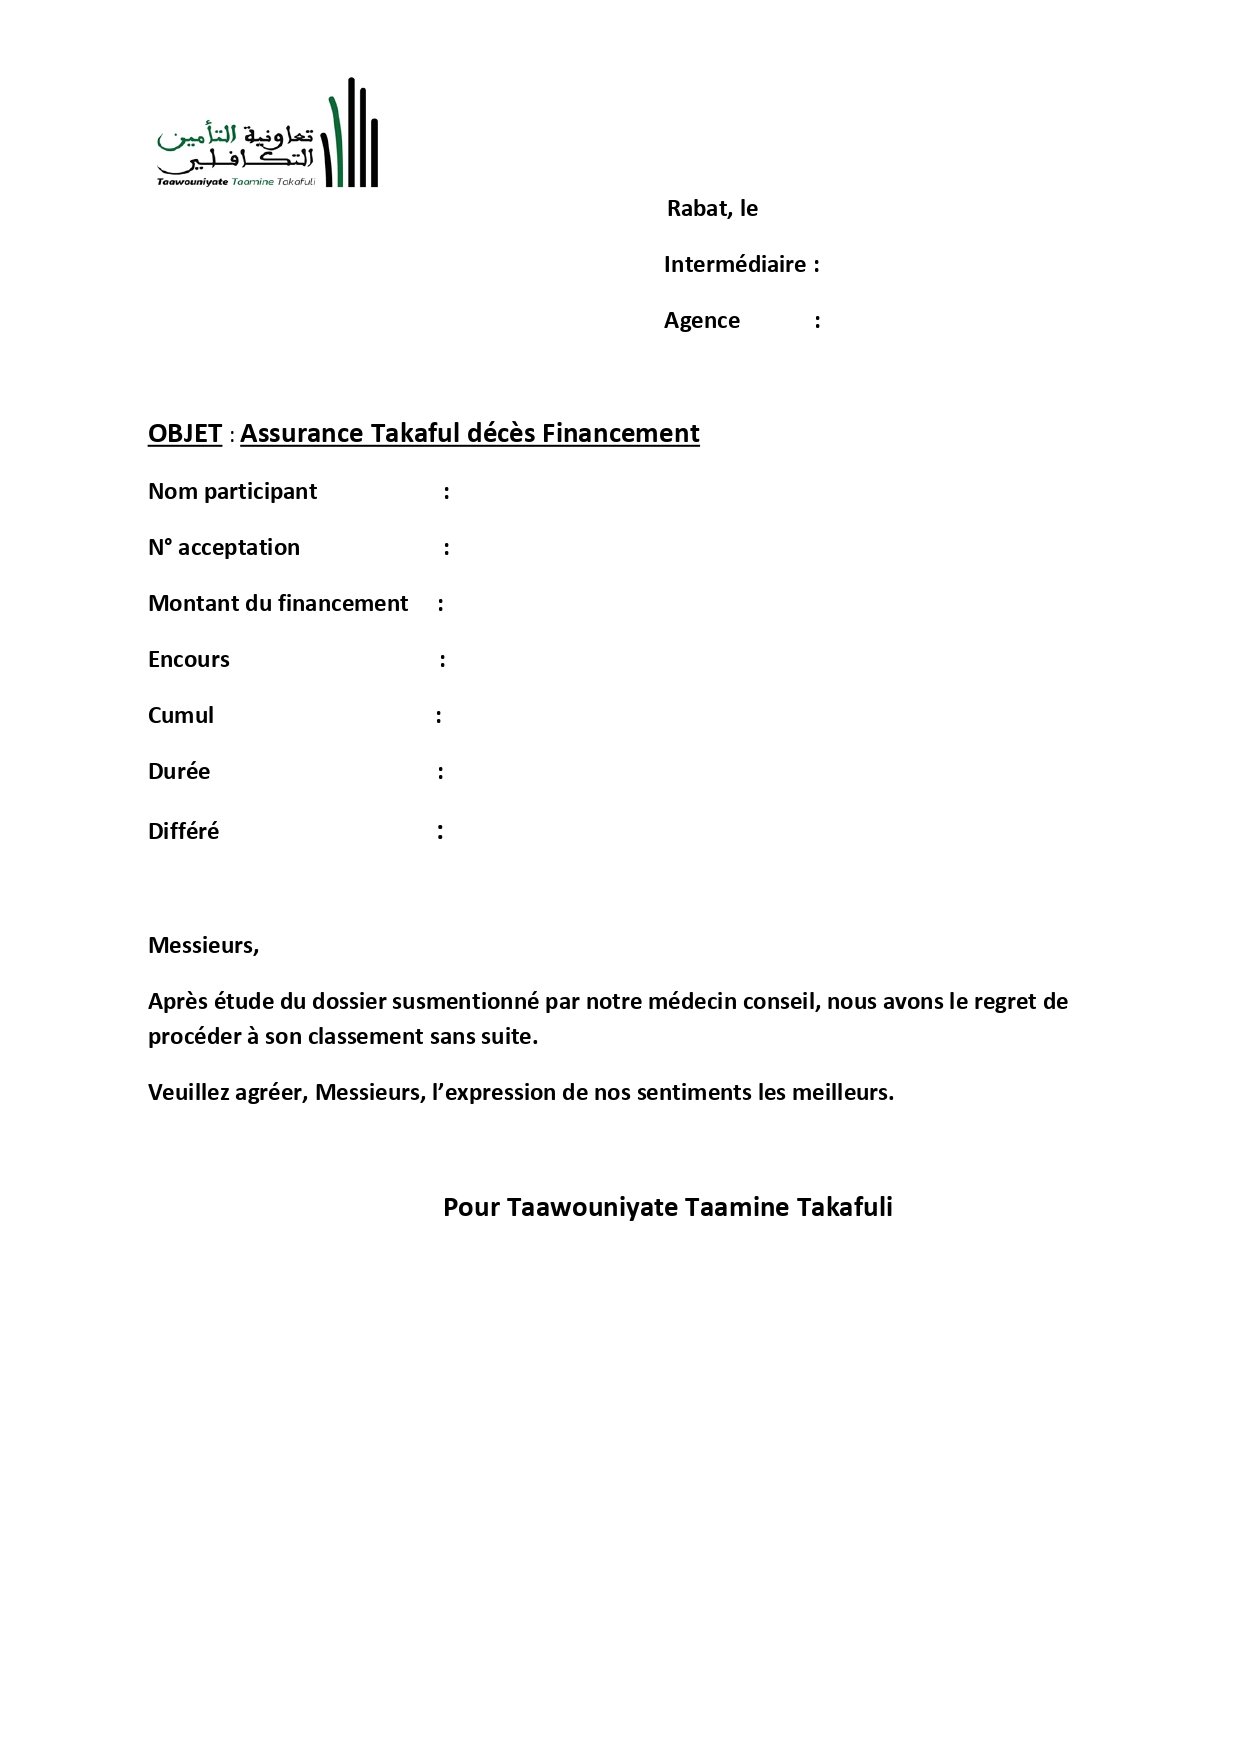 تعاونية التأمين
التكافلي
Taawouniyate Taamine Takafuli
Rabat, le
Intermédiaire :
Agence :
OBJET : Assurance Takaful décès Financement
Nom participant :
N° acceptation :
Montant du financement :
Encours :
Cumul :
Durée :
Différé :
Messieurs,
Après étude du dossier susmentionné par notre médecin conseil, nous avons le regret de
procéder à son classement sans suite.
Veuillez agréer, Messieurs, l’expression de nos sentiments les meilleurs.
Pour Taawouniyate Taamine Takafuli